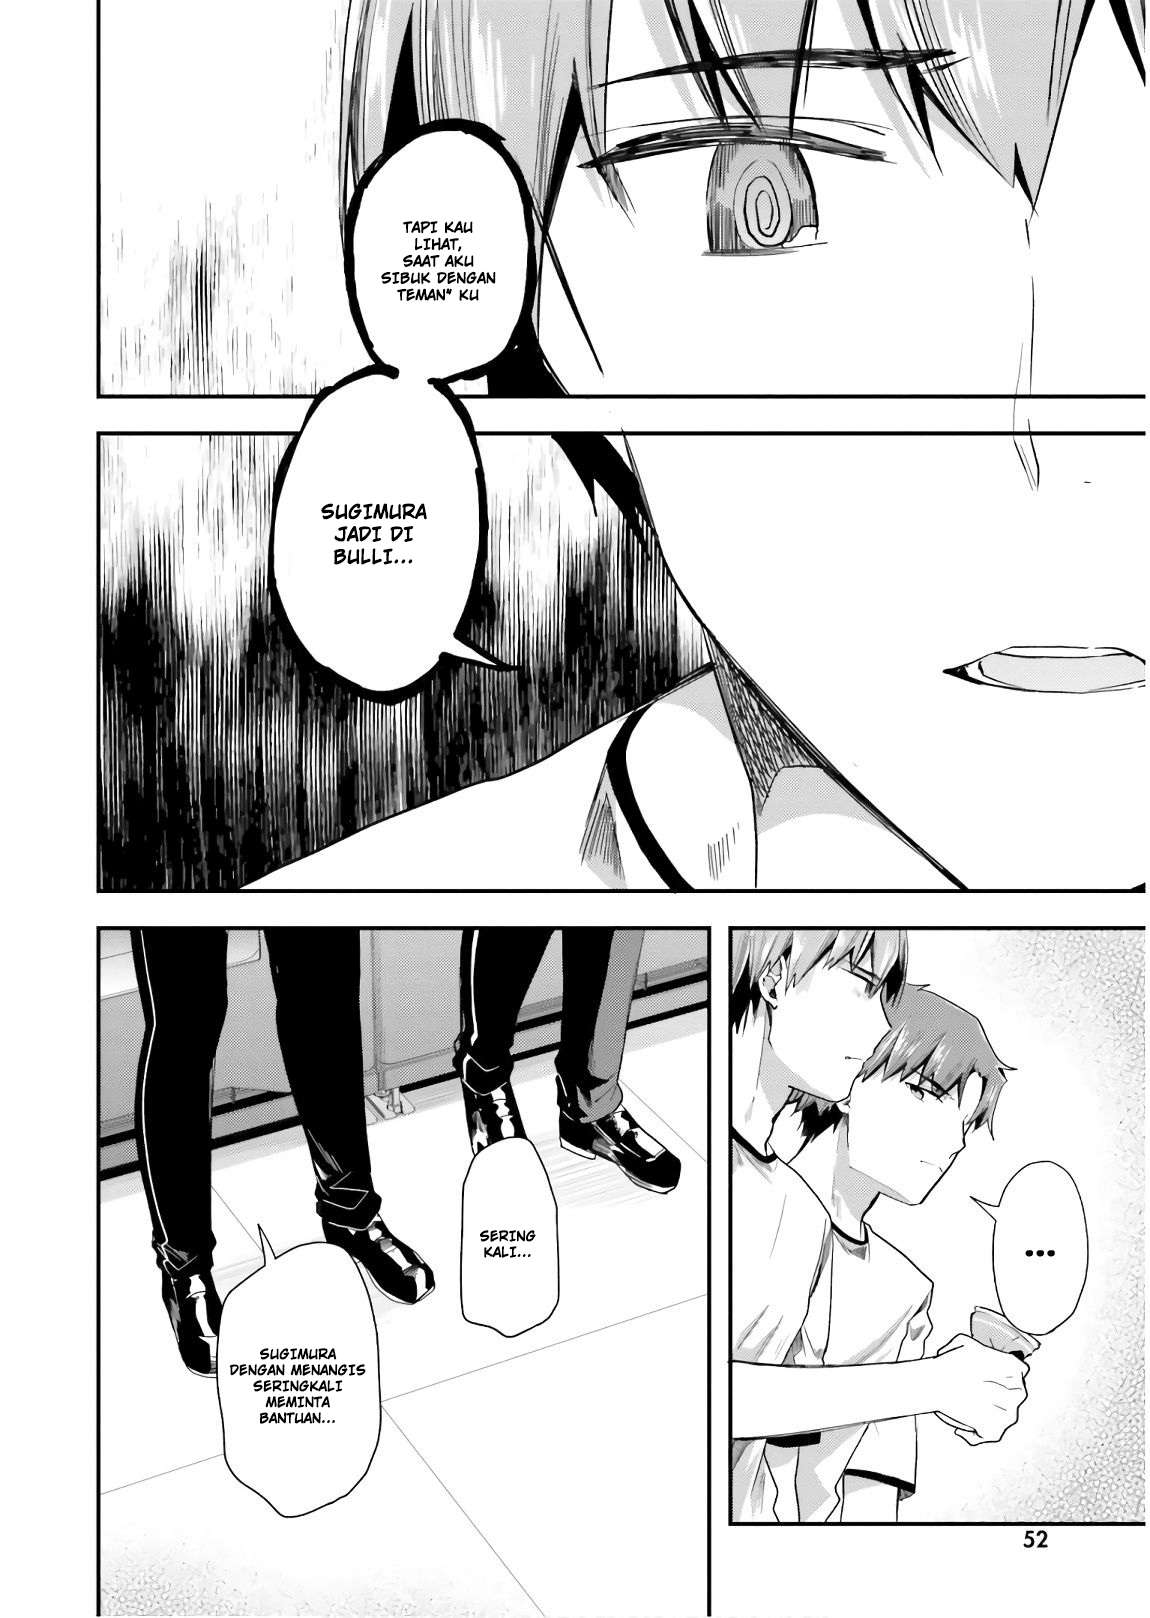 TAPI KAU
LIHAT,
SAAT AKU
SIBUK DENGAN
TEMAN" KU
SUGIMURA
JADI DI
BULLI...
...
SERING
KALI...
SUGIMURA
DENGAN MENANGIS
SERINGKALI
MEMINTA
BANTUAN...
52